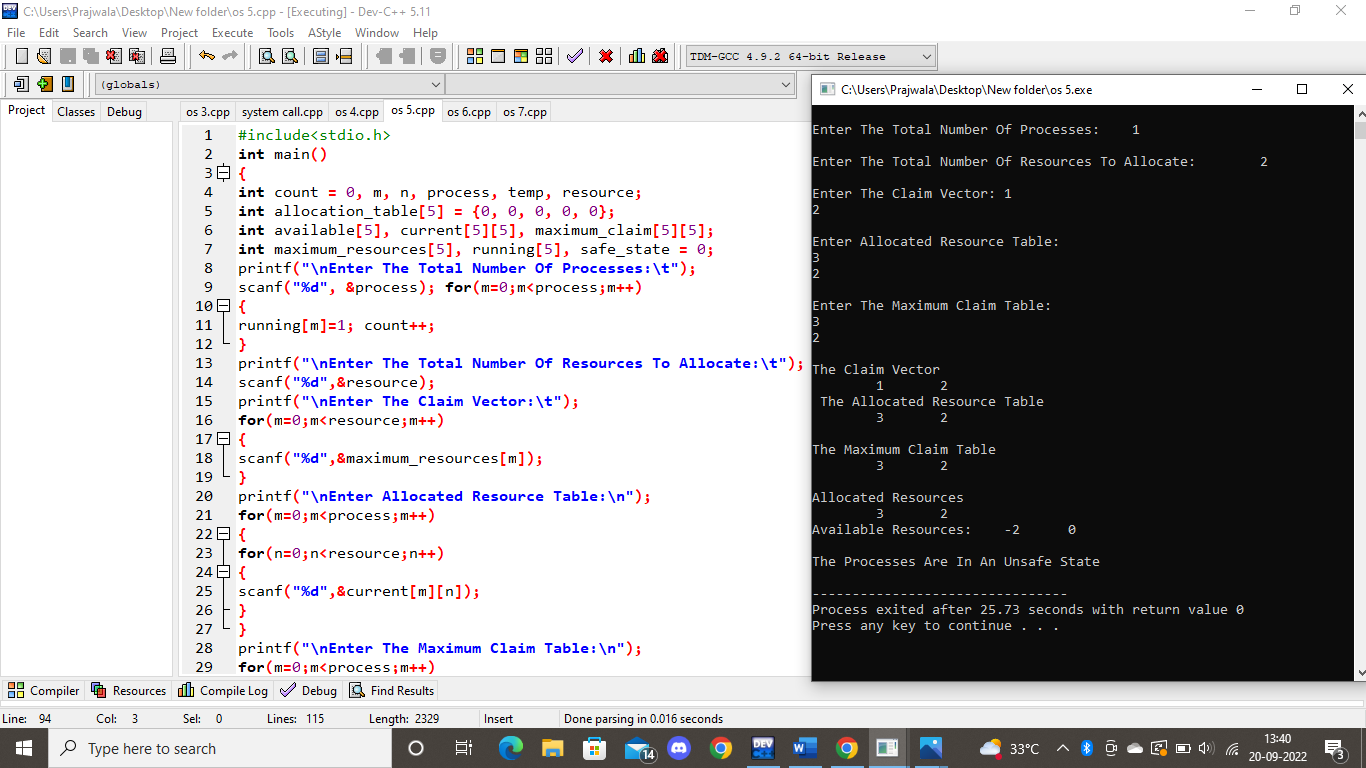 C:\Users\Prajwala\Desktop\New folder\os 5.cpp - [Executing] - Dev-C++ 5.11
File Edit Search View Project Execute Tools AStyle Window Help
TDM-GCC 4.9.2 64-bit Release
(globals)
Project Classes Debug
os 3.cpp system call.cpp os 4.cpp os 5.cpp os 6.cpp os 7.cpp
1 #include<stdio.h>
2 int main()
3 {
4 int count = 0, m, n, process, temp, resource;
5 int allocation_table[5] = {0, 0, 0, 0, 0};
6 int available[5], current[5][5], maximum_claim[5][5];
7 int maximum_resources[5], running[5], safe_state = 0;
8 printf("\nEnter The Total Number Of Processes:\t");
9 scanf("%d", &process); for(m=0;m<process;m++)
10 {
11 running[m]=1; count++;
12 }
13 printf("\nEnter The Total Number Of Resources To Allocate:\t");
14 scanf("%d",&resource);
15 printf("\nEnter The Claim Vector:\t");
16 for(m=0;m<resource;m++)
17 {
18 scanf("%d",&maximum_resources[m]);
19 }
20 printf("\nEnter Allocated Resource Table:\n");
21 for(m=0;m<process;m++)
22 {
23 for(n=0;n<resource;n++)
24 {
25 scanf("%d",&current[m][n]);
26 }
27 }
28 printf("\nEnter The Maximum Claim Table:\n");
29 for(m=0;m<process;m++)
C:\Users\Prajwala\Desktop\New folder\os 5.exe
Enter The Total Number Of Processes: 1
Enter The Total Number Of Resources To Allocate: 2
Enter The Claim Vector: 1
2
Enter Allocated Resource Table:
3
2
Enter The Maximum Claim Table:
3
2
The Claim Vector
1 2
The Allocated Resource Table
3 2
The Maximum Claim Table
3 2
Allocated Resources
3 2
Available Resources: -2 0
The Processes Are In An Unsafe State
--------------------------------
Process exited after 25.73 seconds with return value 0
Press any key to continue . . .
Compiler Resources Compile Log Debug Find Results
Line: 94 Col: 3 Sel: 0 Lines: 115 Length: 2329 Insert Done parsing in 0.016 seconds
Type here to search
14
DEV
33°C
13:40
20-09-2022
3